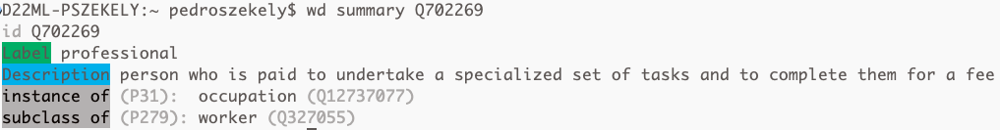 D22ML-PSZEKELY:~ pedroszekely$ wd summary Q702269
id Q702269
Label professional
Description person who is paid to undertake a specialized set of tasks and to complete them for a fee
instance of (P31): occupation (Q12737077)
subclass of (P279): worker (Q327055)